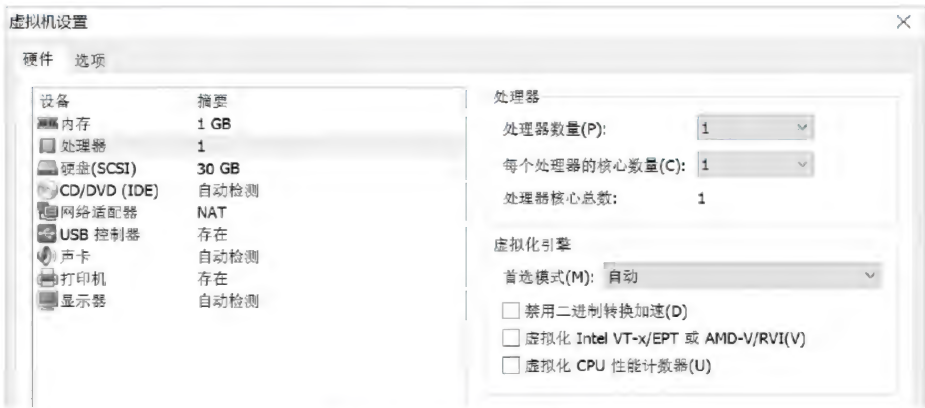 虚拟机设置
硬件 选项
设备 摘要
内存 1 GB
处理器 1
硬盘(SCSI) 30 GB
CD/DVD (IDE) 自动检测
网络适配器 NAT
USB 控制器 存在
声卡 自动检测
打印机 存在
显示器 自动检测
处理器
处理器数量(P): 1
每个处理器的核心数量(C): 1
处理器核心总数: 1
虚拟化引擎
首选模式(M): 自动
禁用二进制转换加速(D)
虚拟化 Intel VT-x/EPT 或 AMD-V/RVI(V)
虚拟化 CPU 性能计数器(U)